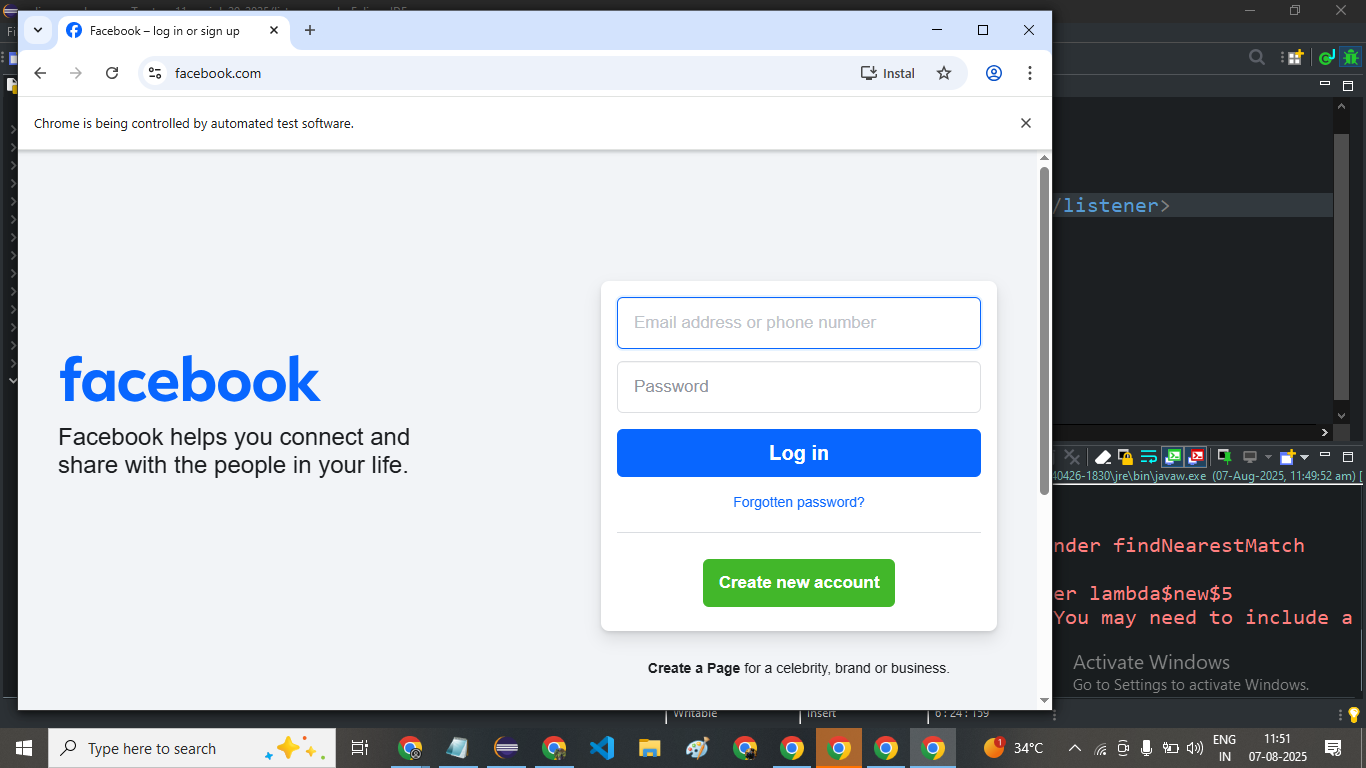 Facebook – log in or sign up
facebook.com
Instal
Chrome is being controlled by automated test software.
/listener>
Email address or phone number
facebook
Password
Facebook helps you connect and
share with the people in your life.
Log in
Forgotten password?
40426-1830\jre\bin\javaw.exe (07-Aug-2025, 11:49:52 am) [
nder findNearestMatch
Create new account
er lambda$new$5
You may need to include a
Create a Page for a celebrity, brand or business.
Activate Windows
Go to Settings to activate Windows.
Writable
Insert
6 : 24 : 159
Type here to search
1
34°C
ENG
IN
11:51
07-08-2025